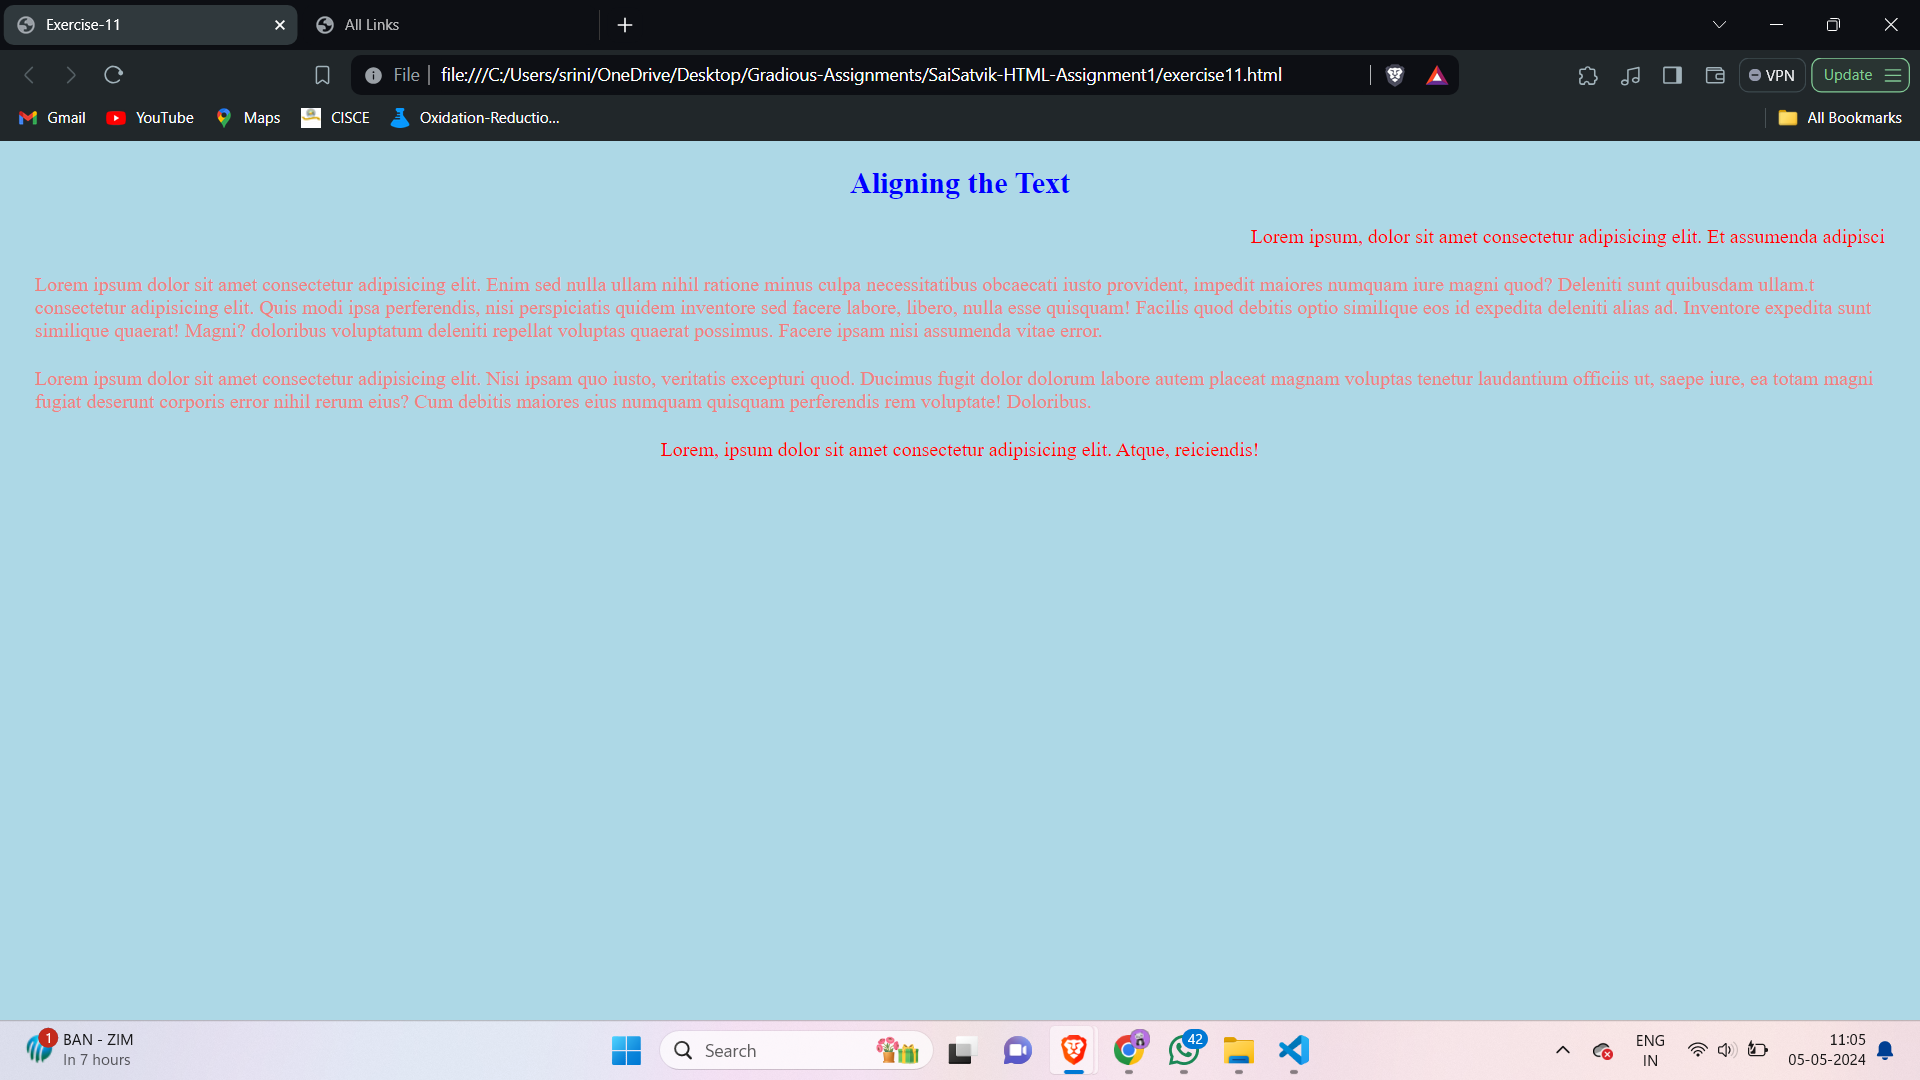 Exercise-11
All Links
File
file:///C:/Users/srini/OneDrive/Desktop/Gradious-Assignments/SaiSatvik-HTML-Assignment1/exercise11.html
VPN
Update
Gmail
YouTube
Maps
CISCE
Oxidation-Reductio...
All Bookmarks
Aligning the Text
Lorem ipsum, dolor sit amet consectetur adipisicing elit. Et assumenda adipisci
Lorem ipsum dolor sit amet consectetur adipisicing elit. Enim sed nulla ullam nihil ratione minus culpa necessitatibus obcaecati iusto provident, impedit maiores numquam iure magni quod? Deleniti sunt quibusdam ullam.t
consectetur adipisicing elit. Quis modi ipsa perferendis, nisi perspiciatis quidem inventore sed facere labore, libero, nulla esse quisquam! Facilis quod debitis optio similique eos id expedita deleniti alias ad. Inventore expedita sunt
similique quaerat! Magni? doloribus voluptatum deleniti repellat voluptas quaerat possimus. Facere ipsam nisi assumenda vitae error.
Lorem ipsum dolor sit amet consectetur adipisicing elit. Nisi ipsam quo iusto, veritatis excepturi quod. Ducimus fugit dolor dolorum labore autem placeat magnam voluptas tenetur laudantium officiis ut, saepe iure, ea totam magni
fugiat deserunt corporis error nihil rerum eius? Cum debitis maiores eius numquam quisquam perferendis rem voluptate! Doloribus.
Lorem, ipsum dolor sit amet consectetur adipisicing elit. Atque, reiciendis!
1
BAN - ZIM
In 7 hours
Search
42
ENG
IN
11:05
05-05-2024